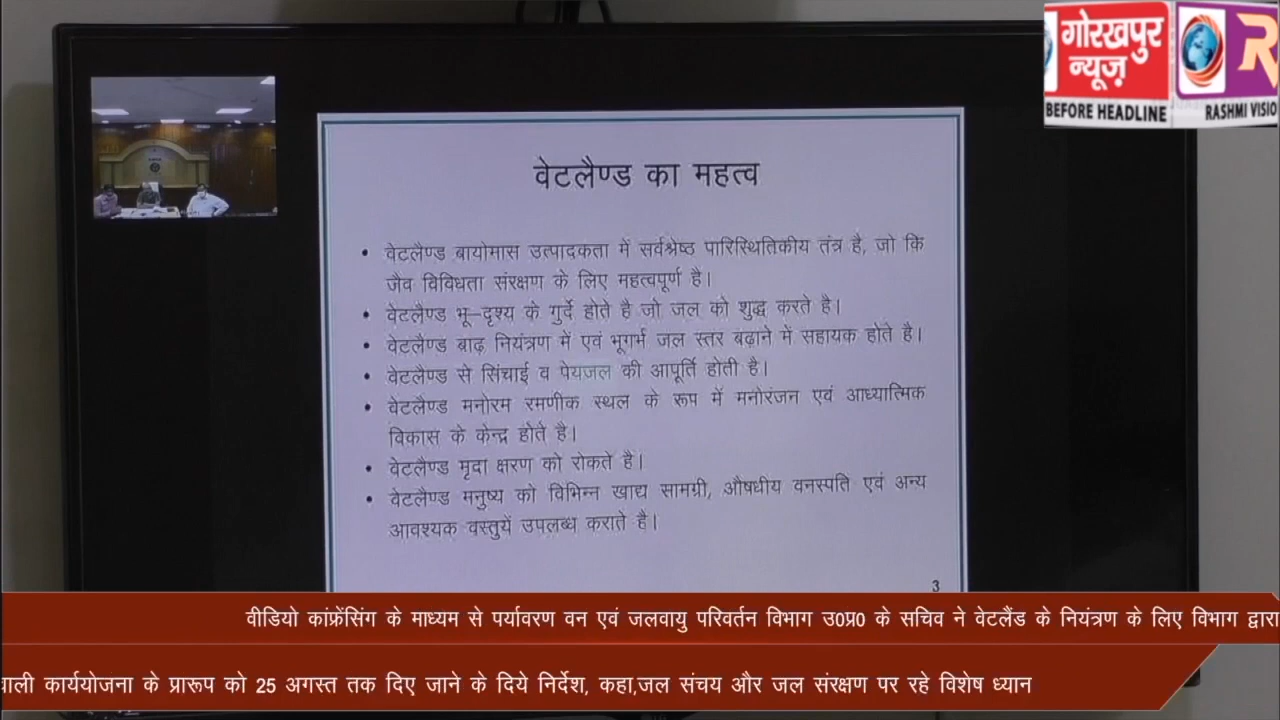 गोरखपुर
न्यूज़
BEFORE HEADLINE
R
RASHMI VISIO
वेटलैण्ड का महत्व
• वेटलैण्ड बायोमास उत्पादकता में सर्वश्रेष्ठ पारिस्थितिकीय तंत्र है, जो कि
जैव विविधता संरक्षण के लिए महत्वपूर्ण है।
• वेटलैण्ड भू–दृश्य के गुर्दे होते है जो जल को शुद्ध करते है।
• वेटलैण्ड बाढ़ नियंत्रण में एवं भूगर्भ जल स्तर बढ़ाने में सहायक होते है।
• वेटलैण्ड से सिंचाई व पेयजल की आपूर्ति होती है।
• वेटलैण्ड मनोरम रमणीक स्थल के रूप में मनोरंजन एवं आध्यात्मिक
विकास के केन्द्र होते है।
• वेटलैण्ड मृदा क्षरण को रोकते है।
• वेटलैण्ड मनुष्य को विभिन्न खाद्य सामग्री, औषधीय वनस्पति एवं अन्य
आवश्यक वस्तुयें उपलब्ध कराते है।
3
वीडियो कांफ्रेंसिंग के माध्यम से पर्यावरण वन एवं जलवायु परिवर्तन विभाग उ0प्र0 के सचिव ने वेटलैंड के नियंत्रण के लिए विभाग द्वारा
वाली कार्ययोजना के प्रारूप को 25 अगस्त तक दिए जाने के दिये निर्देश, कहा,जल संचय और जल संरक्षण पर रहे विशेष ध्यान